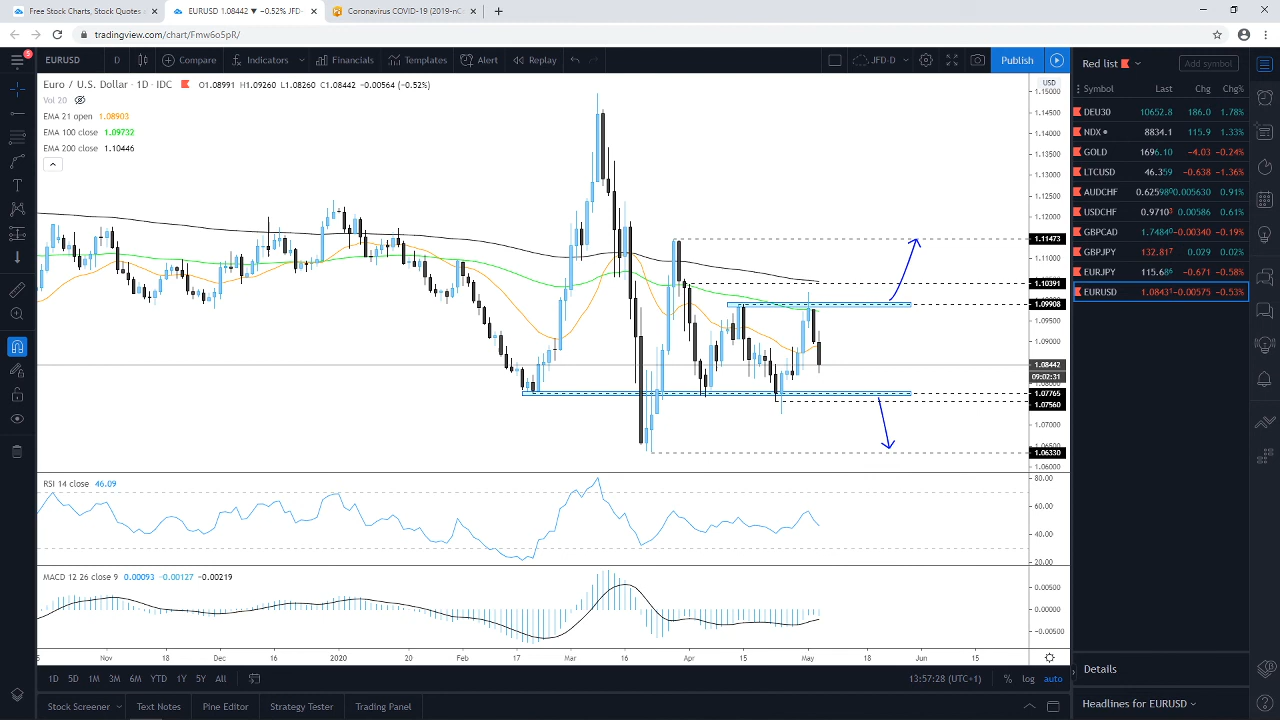 Free Stock Charts, Stock Quotes
EURUSD 1.08442 ▼ −0.52% JFD-
Coronavirus COVID-19 (2019-nC
tradingview.com/chart/Fmw6o5pR/
5
EURUSD D Compare Indicators Financials Templates Alert Replay JFD-D Publish
Euro / U.S. Dollar · 1D · IDC O1.08991 H1.09260 L1.08260 C1.08442 −0.00564 (−0.52%)
Vol 20
EMA 21 open 1.08903
EMA 100 close 1.09732
EMA 200 close 1.10446
USD
1.15000
1.14500
1.14000
1.13500
1.13000
1.12500
1.12000
1.11473
1.11000
1.10391
1.09908
1.09500
1.09000
1.08442
09:02:31
1.07765
1.07560
1.07000
1.06330
1.06000
RSI 14 close 46.09
80.00
60.00
40.00
20.00
MACD 12 26 close 9 0.00093 −0.00127 −0.00219
0.00500
0.00000
−0.00500
Nov 18 Dec 16 2020 20 Feb 17 Mar 16 Apr 15 May 18 Jun 15
1D 5D 1M 3M 6M YTD 1Y 5Y All 13:57:28 (UTC+1) % log auto
Stock Screener Text Notes Pine Editor Strategy Tester Trading Panel
Red list Add symbol
Symbol Last Chg Chg%
DEU30 10652.8 186.0 1.78%
NDX 8834.1 115.9 1.33%
GOLD 1696.10 −4.03 −0.24%
LTCUSD 46.359 −0.638 −1.36%
AUDCHF 0.62598⁰ 0.005630 0.91%
USDCHF 0.9710³ 0.00586 0.61%
GBPCAD 1.7484⁰ −0.00340 −0.19%
GBPJPY 132.81⁷ 0.029 0.02%
EURJPY 115.68⁶ −0.671 −0.58%
EURUSD 1.0843¹ −0.00575 −0.53%
Details
Headlines for EURUSD